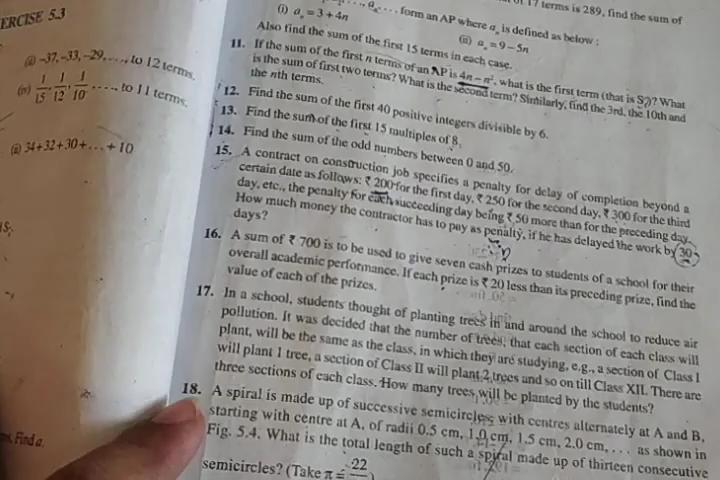 ERCISE 5.3
(ii) –37, –33, –29, . . ., to 12 terms.
(iv) 1/15, 1/12, 1/10, . . . ., to 11 terms.
(ii) 34 + 32 + 30 + . . . + 10
Find a
17 terms is 289, find the sum of
. . . form an AP where aₙ is defined as below :
(i) aₙ = 3 + 4n
(ii) aₙ = 9 – 5n
Also find the sum of the first 15 terms in each case.
11. If the sum of the first n terms of an AP is 4n – n², what is the first term (that is S₁)? What
is the sum of first two terms? What is the second term? Similarly, find the 3rd, the 10th and
the nth terms.
12. Find the sum of the first 40 positive integers divisible by 6.
13. Find the sum of the first 15 multiples of 8.
14. Find the sum of the odd numbers between 0 and 50.
15. A contract on construction job specifies a penalty for delay of completion beyond a
certain date as follows: ₹ 200 for the first day, ₹ 250 for the second day, ₹ 300 for the third
day, etc., the penalty for each succeeding day being ₹ 50 more than for the preceding day.
How much money the contractor has to pay as penalty, if he has delayed the work by 30
days?
16. A sum of ₹ 700 is to be used to give seven cash prizes to students of a school for their
overall academic performance. If each prize is ₹ 20 less than its preceding prize, find the
value of each of the prizes.
17. In a school, students thought of planting trees in and around the school to reduce air
pollution. It was decided that the number of trees, that each section of each class will
plant, will be the same as the class, in which they are studying, e.g., a section of Class I
will plant 1 tree, a section of Class II will plant 2 trees and so on till Class XII. There are
three sections of each class. How many trees will be planted by the students?
18. A spiral is made up of successive semicircles, with centres alternately at A and B,
starting with centre at A, of radii 0.5 cm, 1.0 cm, 1.5 cm, 2.0 cm, . . . as shown in
Fig. 5.4. What is the total length of such a spiral made up of thirteen consecutive
semicircles? (Take π = 22